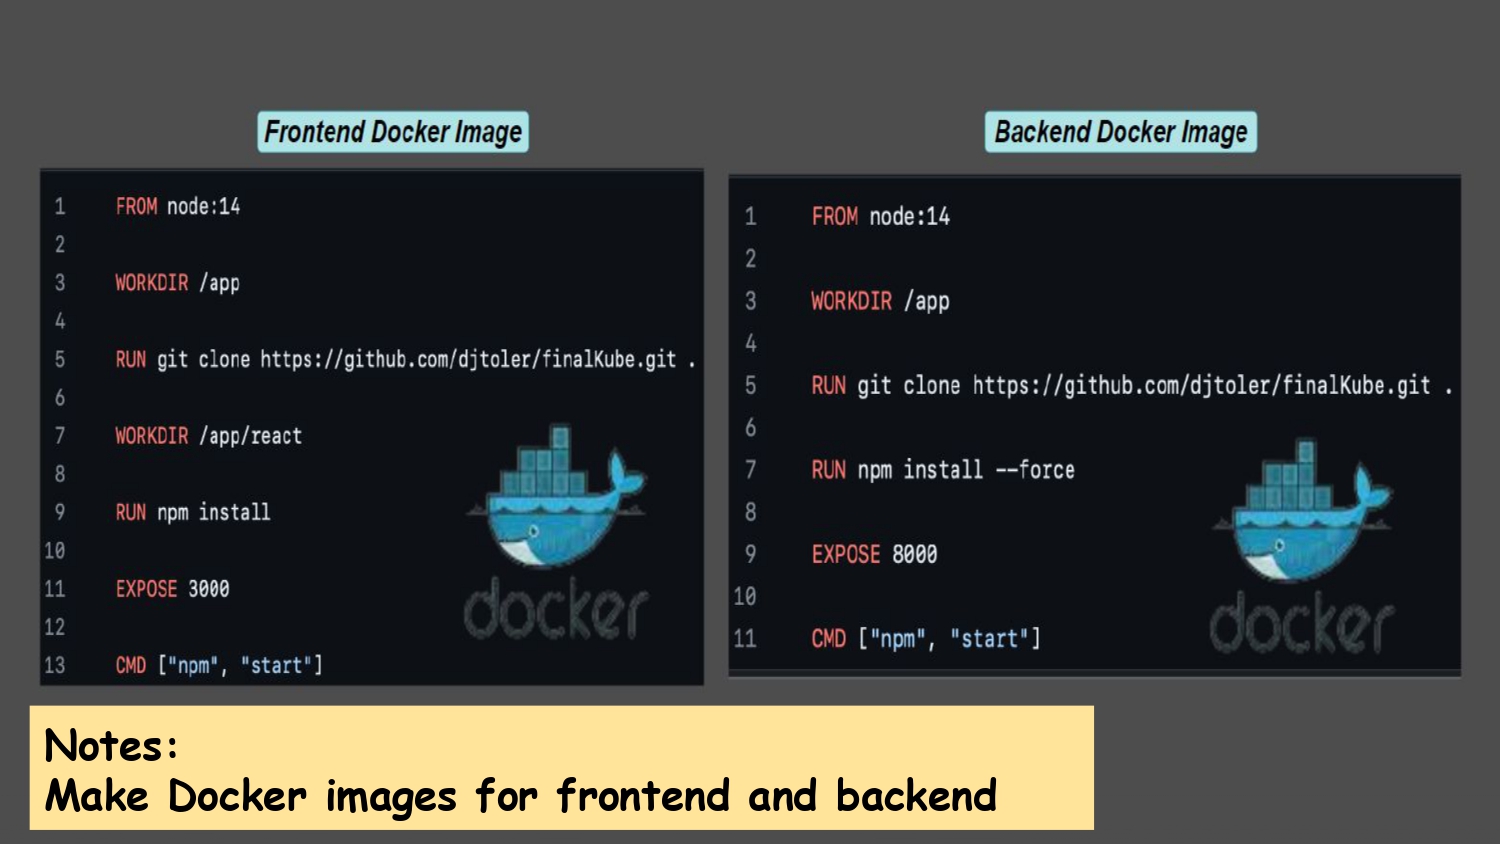 Frontend Docker Image
1 FROM node:14
2
3 WORKDIR /app
4
5 RUN git clone https://github.com/djtoler/finalKube.git .
6
7 WORKDIR /app/react
8
9 RUN npm install
10
11 EXPOSE 3000
12
13 CMD ["npm", "start"]
docker
Backend Docker Image
1 FROM node:14
2
3 WORKDIR /app
4
5 RUN git clone https://github.com/djtoler/finalKube.git .
6
7 RUN npm install --force
8
9 EXPOSE 8000
10
11 CMD ["npm", "start"]
docker
Notes:
Make Docker images for frontend and backend